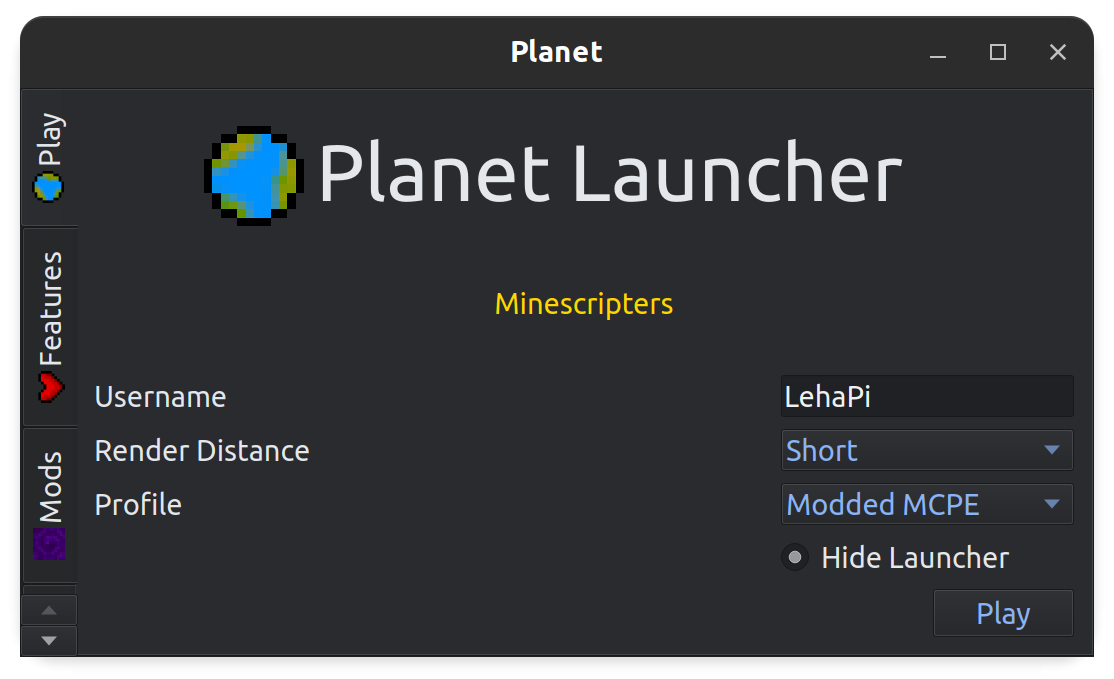 Planet
Play
Features
Mods
Planet Launcher
Minescripters
Username
LehaPi
Render Distance
Short
Profile
Modded MCPE
Hide Launcher
Play